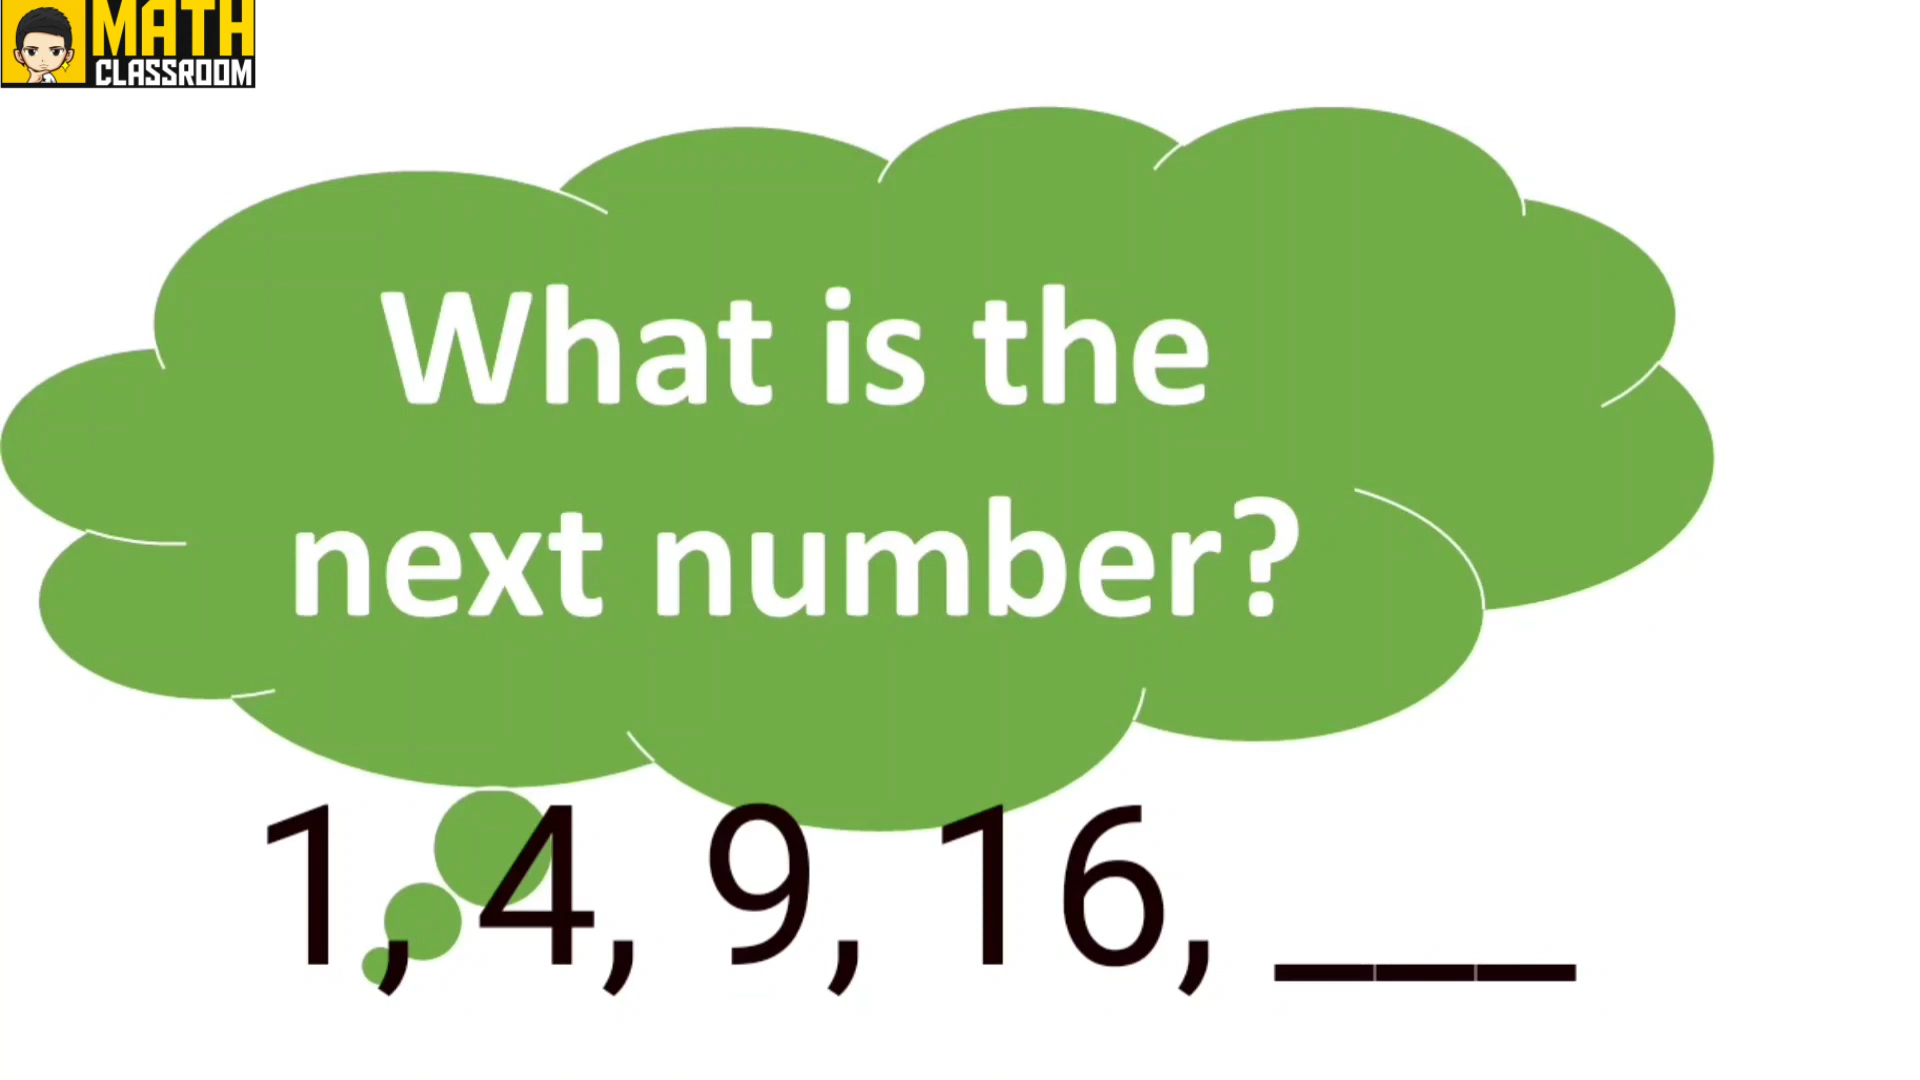 MATH
CLASSROOM
What is the
next number?
1, 4, 9, 16, ___